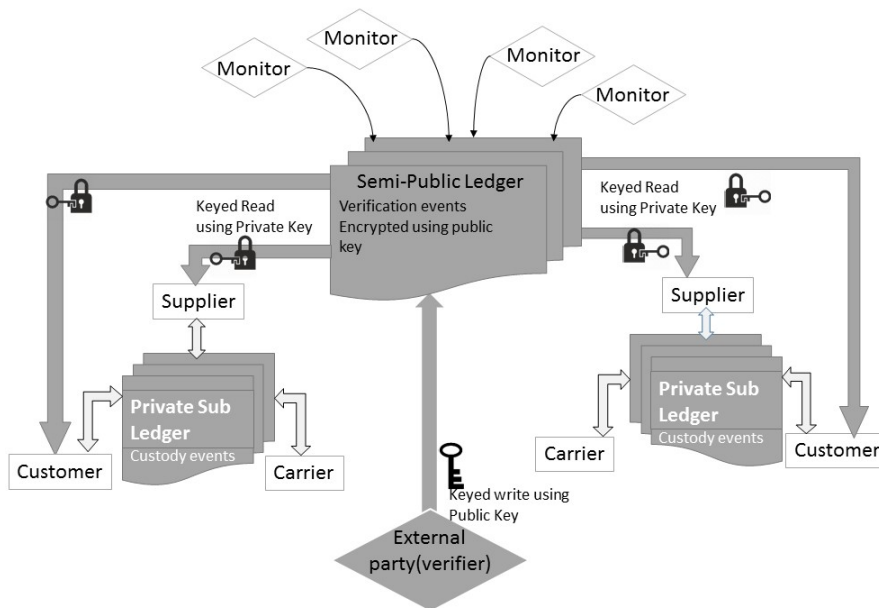 Monitor
Monitor
Monitor
Monitor
Semi-Public Ledger
Verification events
Encrypted using public
key
Keyed Read
using Private Key
Keyed Read
using Private Key
Supplier
Supplier
Private Sub
Ledger
Custody events
Private Sub
Ledger
Custody events
Customer
Carrier
Carrier
Customer
Keyed write using
Public Key
External
party(verifier)